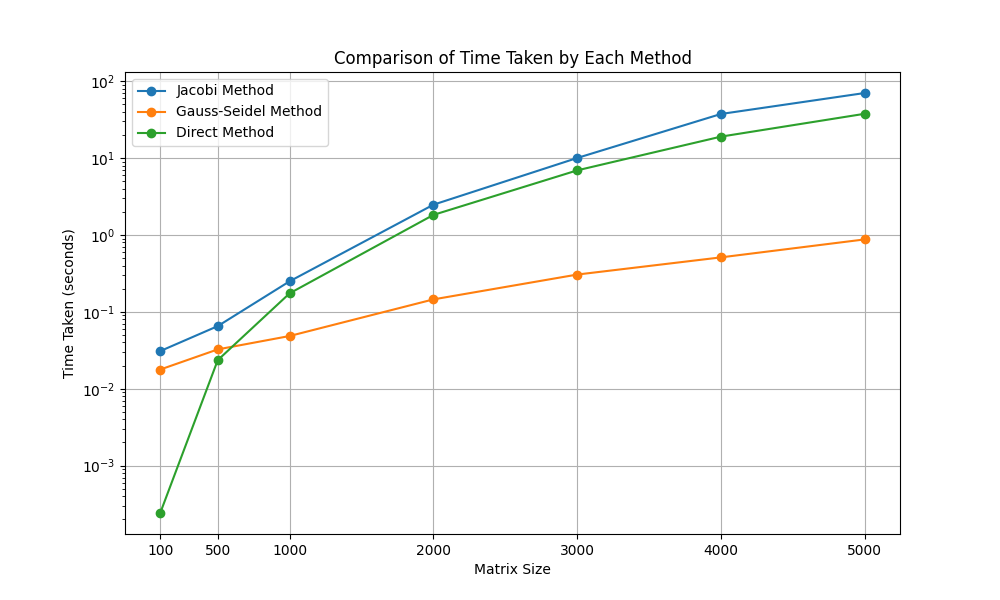 Comparison of Time Taken by Each Method
Jacobi Method
Gauss-Seidel Method
Direct Method
Time Taken (seconds)
10²
10¹
10⁰
10⁻¹
10⁻²
10⁻³
100 500 1000 2000 3000 4000 5000
Matrix Size